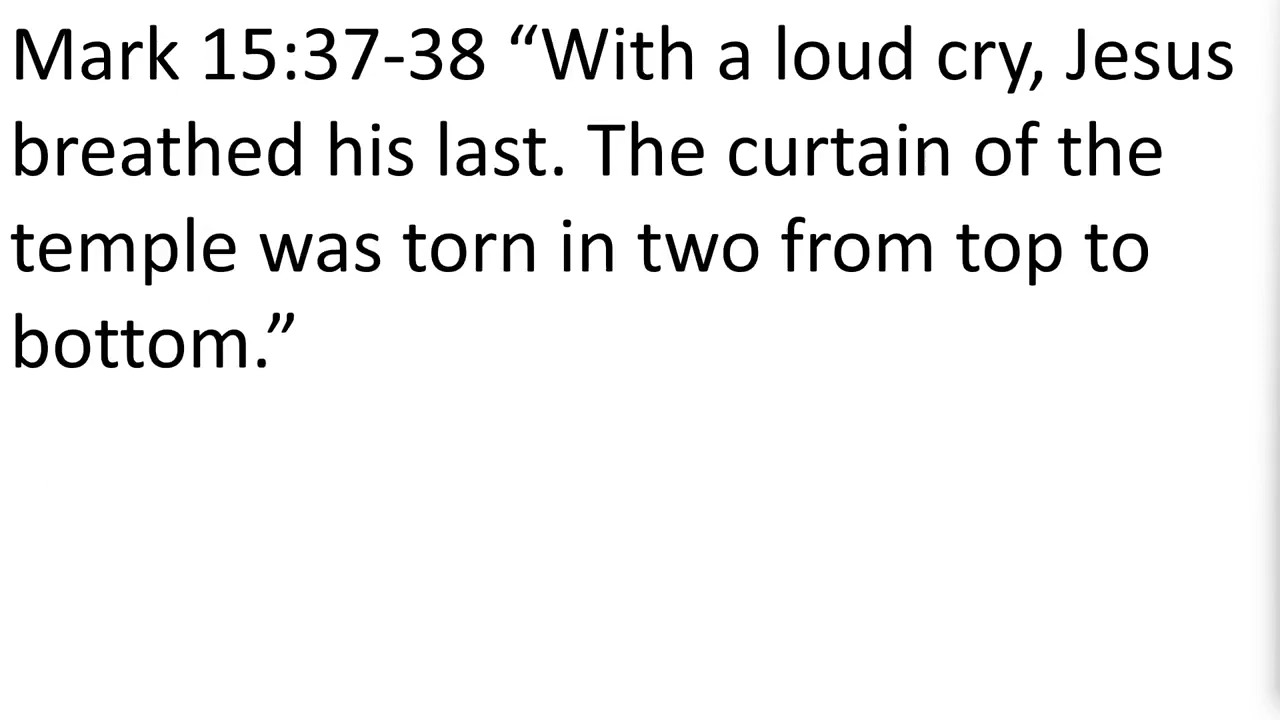 Mark 15:37-38 “With a loud cry, Jesus
breathed his last. The curtain of the
temple was torn in two from top to
bottom.”